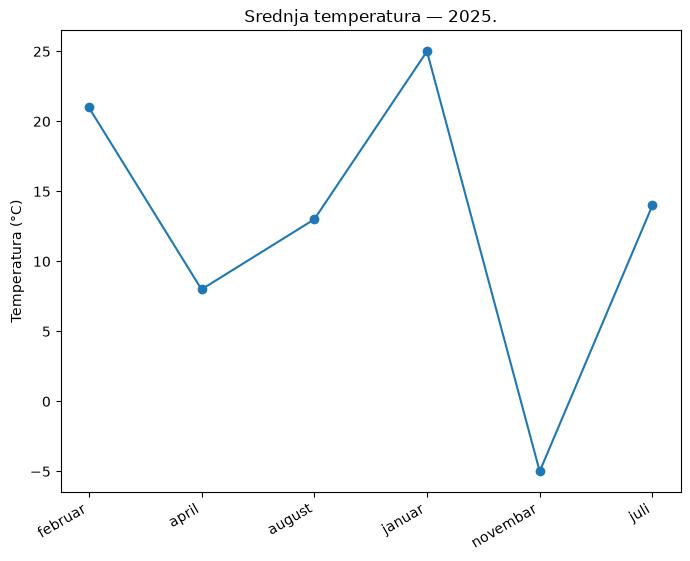 Srednja temperatura — 2025.
Temperatura (°C)
25
20
15
10
5
0
−5
februar
april
august
januar
novembar
juli